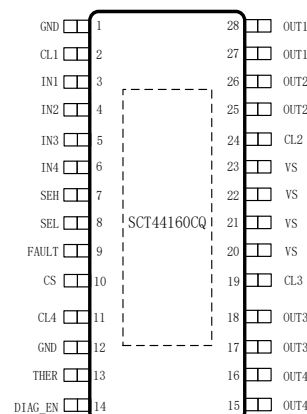 GND 1 28 OUT1
CL1 2 27 OUT1
IN1 3 26 OUT2
IN2 4 25 OUT2
IN3 5 24 CL2
IN4 6 23 VS
SEH 7 22 VS
SEL 8 SCT44160CQ 21 VS
FAULT 9 20 VS
CS 10 19 CL3
CL4 11 18 OUT3
GND 12 17 OUT3
THER 13 16 OUT4
DIAG_EN 14 15 OUT4